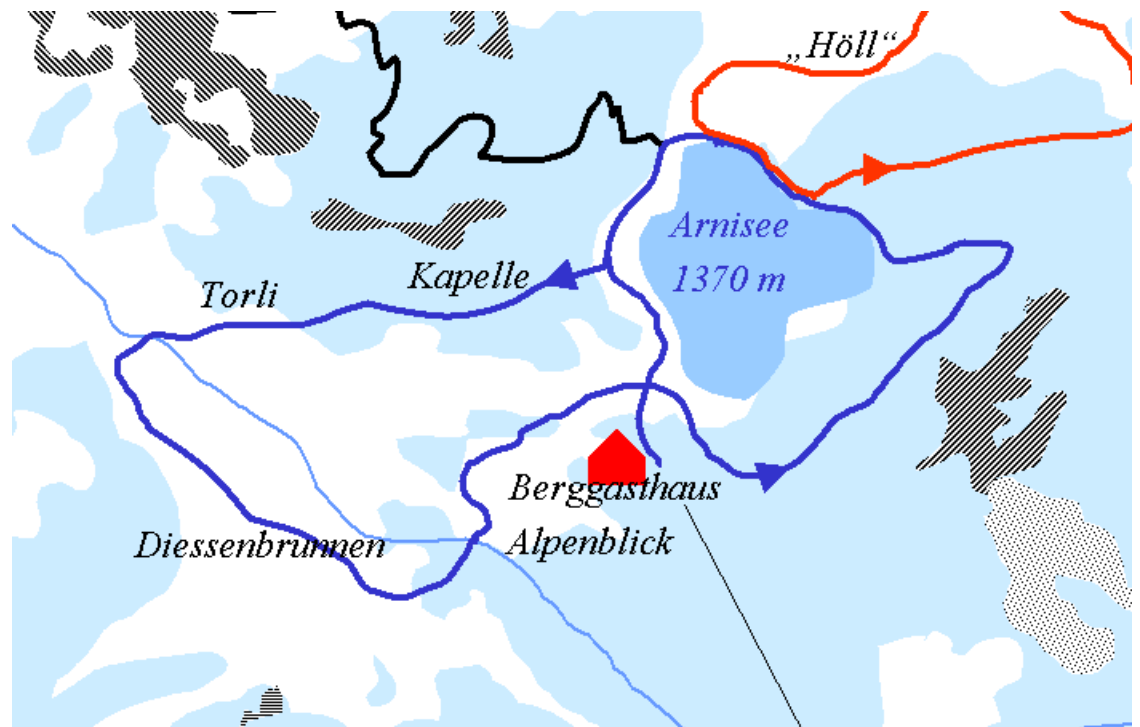 „Höll“
Arnisee
1370 m
Kapelle
Torli
Berggasthaus
Alpenblick
Diessenbrunnen